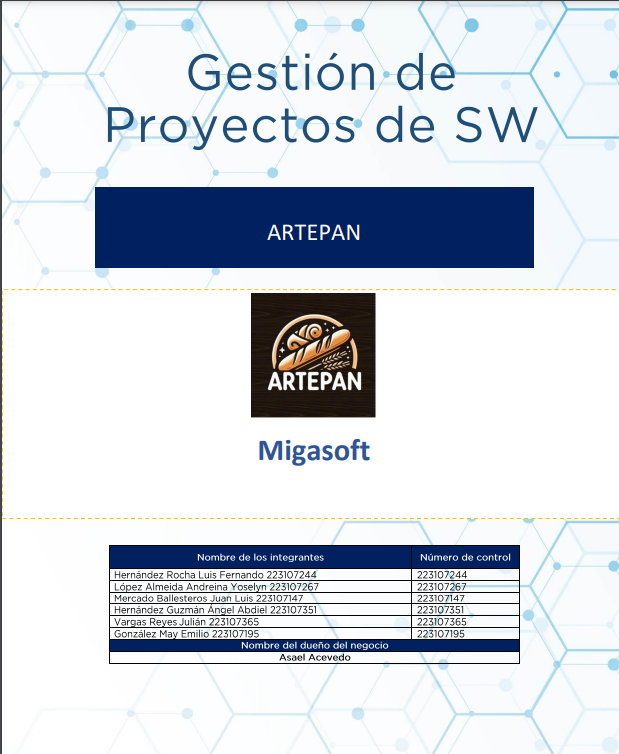 Gestión de
Proyectos de SW
ARTEPAN
ARTEPAN
Migasoft
Nombre de los integrantes Número de control
Hernández Rocha Luis Fernando 223107244 223107244
López Almeida Andreina Yoselyn 223107267 223107267
Mercado Ballesteros Juan Luis 223107147 223107147
Hernández Guzmán Ángel Abdiel 223107351 223107351
Vargas Reyes Julián 223107365 223107365
González May Emilio 223107195 223107195
Nombre del dueño del negocio
Asael Acevedo